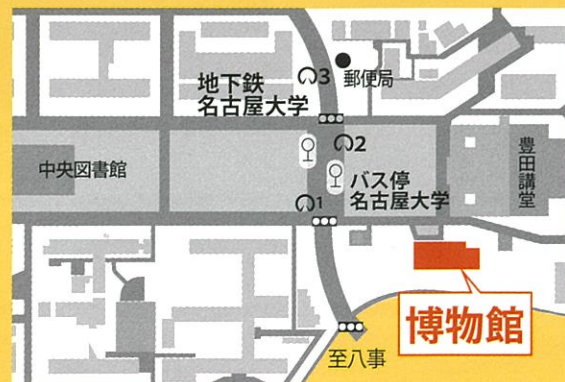 地下鉄
名古屋大学
3
郵便局
2
中央図書館
バス停
名古屋大学
豊田講堂
1
博物館
至八事